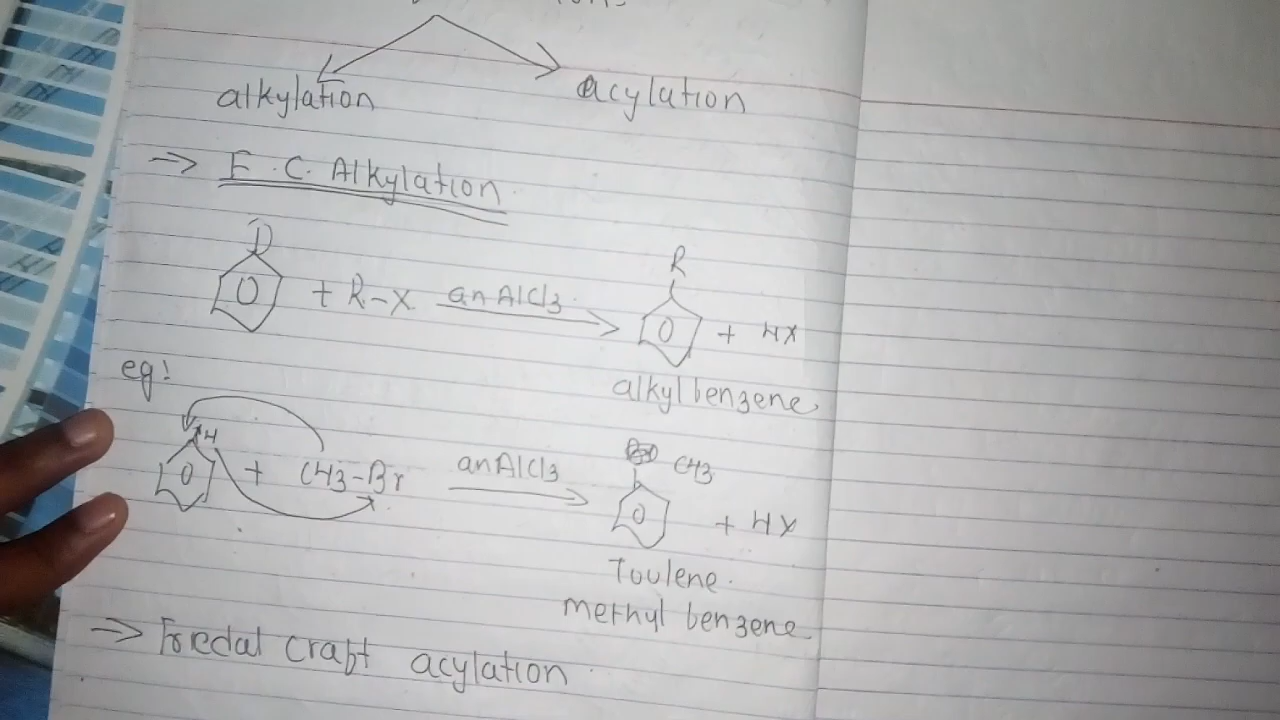 alkylation acylation
→ F.C. Alkylation
+ R-X an AlCl3 → R + HX
alkyl benzene
eg!
H + CH3-Br an AlCl3 → CH3 + HX
Toulene
methyl benzene
→ Foedal craft acylation